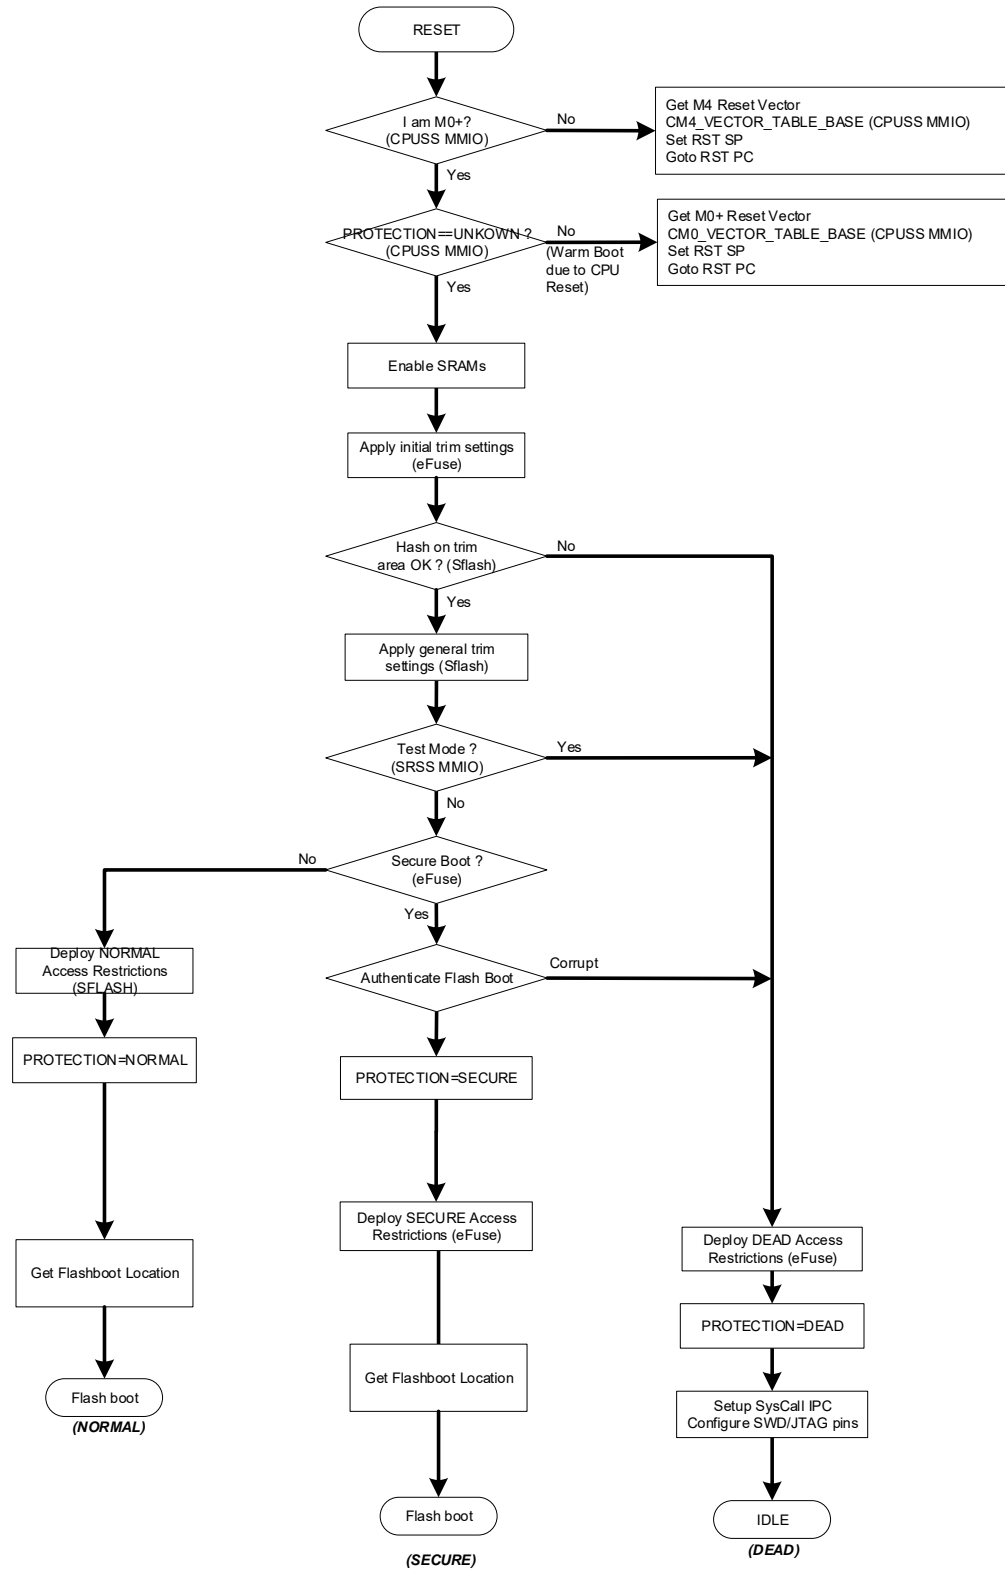 RESET
I am M0+?
(CPUSS MMIO)
No
Get M4 Reset Vector
CM4_VECTOR_TABLE_BASE (CPUSS MMIO)
Set RST SP
Goto RST PC
Yes
PROTECTION==UNKOWN ?
(CPUSS MMIO)
No
(Warm Boot
due to CPU
Reset)
Get M0+ Reset Vector
CM0_VECTOR_TABLE_BASE (CPUSS MMIO)
Set RST SP
Goto RST PC
Yes
Enable SRAMs
Apply initial trim settings
(eFuse)
Hash on trim
area OK ? (Sflash)
No
Yes
Apply general trim
settings (Sflash)
Test Mode ?
(SRSS MMIO)
Yes
No
Secure Boot ?
(eFuse)
No
Yes
Deploy NORMAL
Access Restrictions
(SFLASH)
Authenticate Flash Boot
Corrupt
PROTECTION=NORMAL
PROTECTION=SECURE
Deploy SECURE Access
Restrictions (eFuse)
Deploy DEAD Access
Restrictions (eFuse)
Get Flashboot Location
PROTECTION=DEAD
Get Flashboot Location
Setup SysCall IPC
Configure SWD/JTAG pins
Flash boot
(NORMAL)
Flash boot
(SECURE)
IDLE
(DEAD)